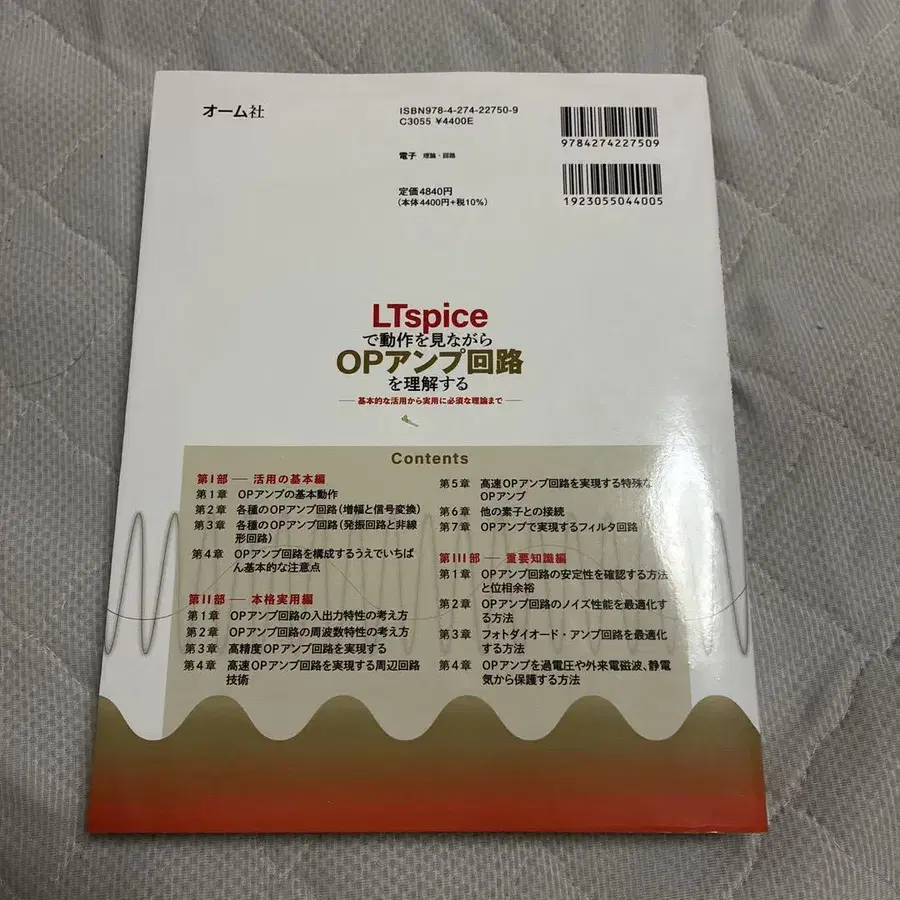 オーム社
ISBN978-4-274-22750-9
C3055 ¥4400E
電子 理論・回路
定価4840円
(本体4400円+税10%)
9784274227509
1923055044005
LTspice
で動作を見ながら
OPアンプ回路
を理解する
― 基本的な活用から実用に必須な理論まで ―
Contents
第I部 ― 活用の基本編
第1章 OPアンプの基本動作
第2章 各種のOPアンプ回路(増幅と信号変換)
第3章 各種のOPアンプ回路(発振回路と非線
形回路)
第4章 OPアンプ回路を構成するうえでいちば
ん基本的な注意点
第II部 ― 本格実用編
第1章 OPアンプ回路の入出力特性の考え方
第2章 OPアンプ回路の周波数特性の考え方
第3章 高精度OPアンプ回路を実現する
第4章 高速OPアンプ回路を実現する周辺回路
技術
第5章 高速OPアンプ回路を実現する特殊な
OPアンプ
第6章 他の素子との接続
第7章 OPアンプで実現するフィルタ回路
第III部 ― 重要知識編
第1章 OPアンプ回路の安定性を確認する方法
と位相余裕
第2章 OPアンプ回路のノイズ性能を最適化す
る方法
第3章 フォトダイオード・アンプ回路を最適化
する方法
第4章 OPアンプを過電圧や外来電磁波、静電
気から保護する方法